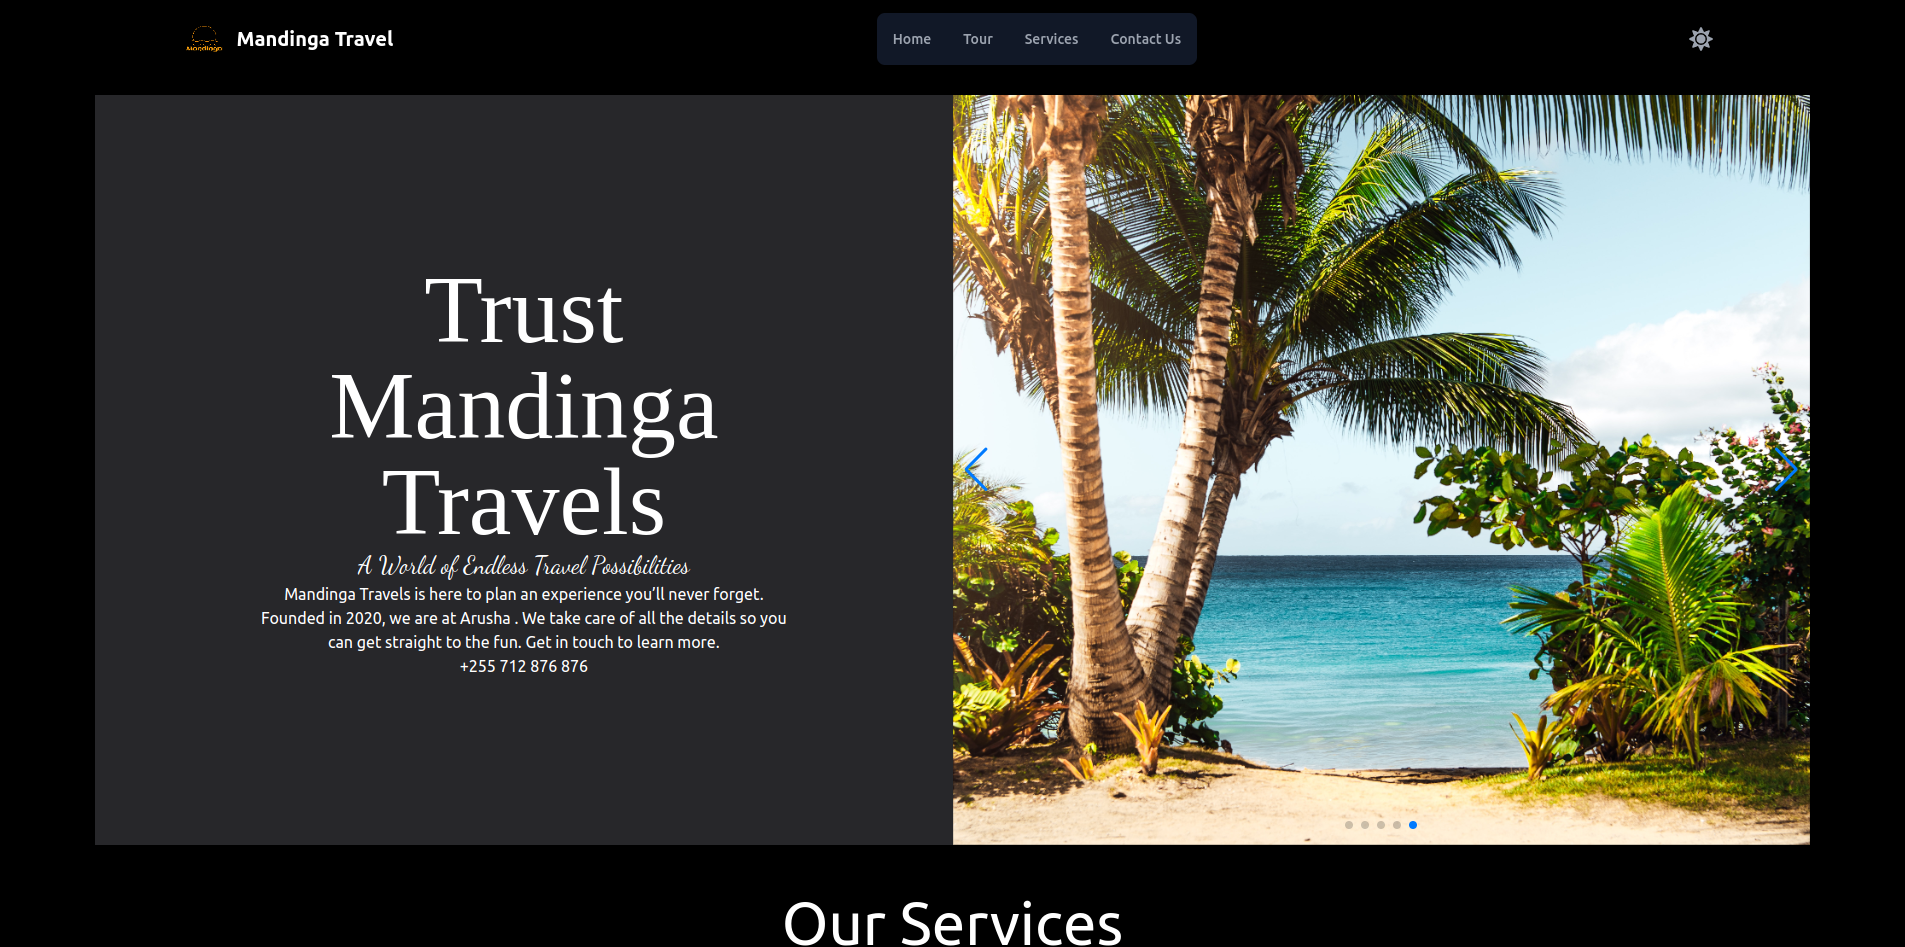 Mandinga
Mandinga Travel
Home Tour Services Contact Us
Trust
Mandinga
Travels
A World of Endless Travel Possibilities
Mandinga Travels is here to plan an experience you’ll never forget.
Founded in 2020, we are at Arusha . We take care of all the details so you
can get straight to the fun. Get in touch to learn more.
+255 712 876 876
Our Services